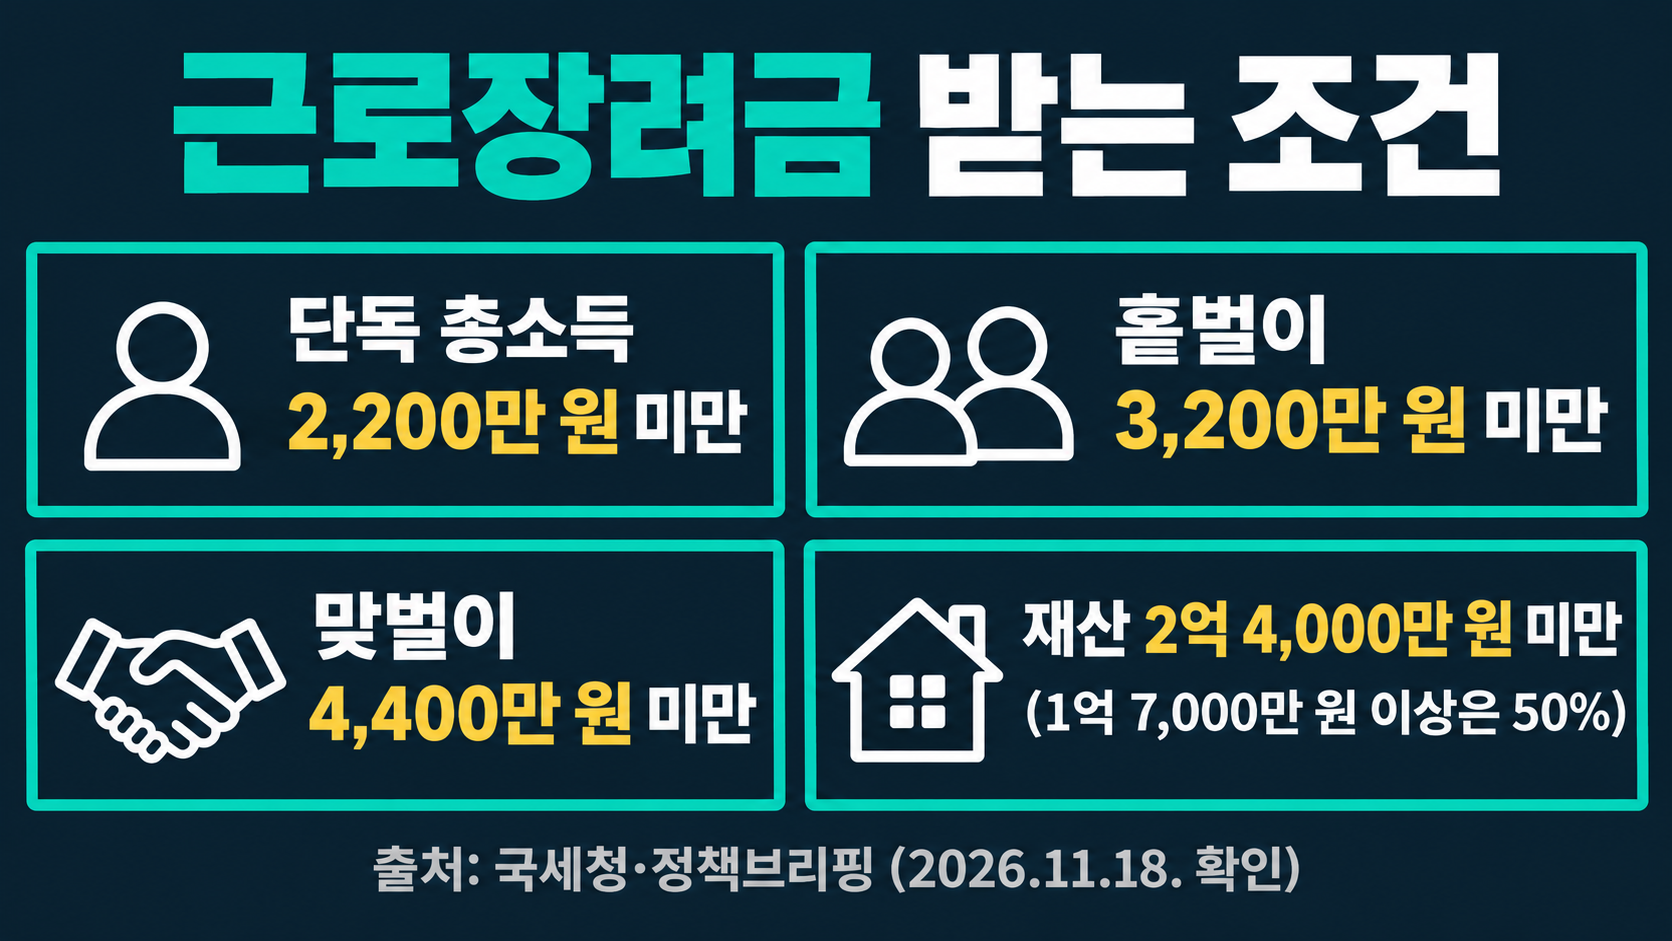 근로장려금 받는 조건
단독 총소득
2,200만 원 미만
홑벌이
3,200만 원 미만
맞벌이
4,400만 원 미만
재산 2억 4,000만 원 미만
(1억 7,000만 원 이상은 50%)
출처: 국세청·정책브리핑 (2026.11.18. 확인)